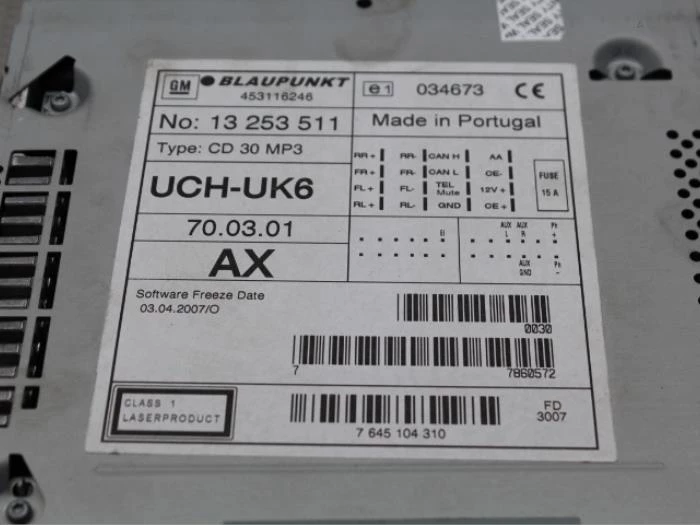 GM BLAUPUNKT
453116246
e1 034673 CE
No: 13 253 511
Made in Portugal
Type: CD 30 MP3
UCH-UK6
70.03.01
AX
RR+ RR- CAN H AA
FR+ FR- CAN L CE-
FL+ FL- TEL Mute 12V+
RL+ RL- GND CE+
FUSE
15 A
AUX L AUX R Ph +
AUX GND Ph -
Software Freeze Date
03.04.2007/O
0030
7 7860572
CLASS 1
LASERPRODUCT
7 645 104 310
FD
3007